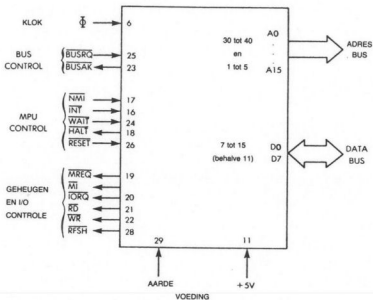 KLOK Φ 6
BUS CONTROL
BUSRQ 25
BUSAK 23
MPU CONTROL
NMI 17
INT 16
WAIT 24
HALT 18
RESET 26
GEHEUGEN EN I/O CONTROLE
MREQ 19
MI
IORQ 20
RD 21
WR 22
RFSH 28
30 tot 40 A0
en
1 tot 5 A15
ADRES BUS
7 tot 15 D0
(behalve 11) D7
DATA BUS
29 11
AARDE +5V
VOEDING